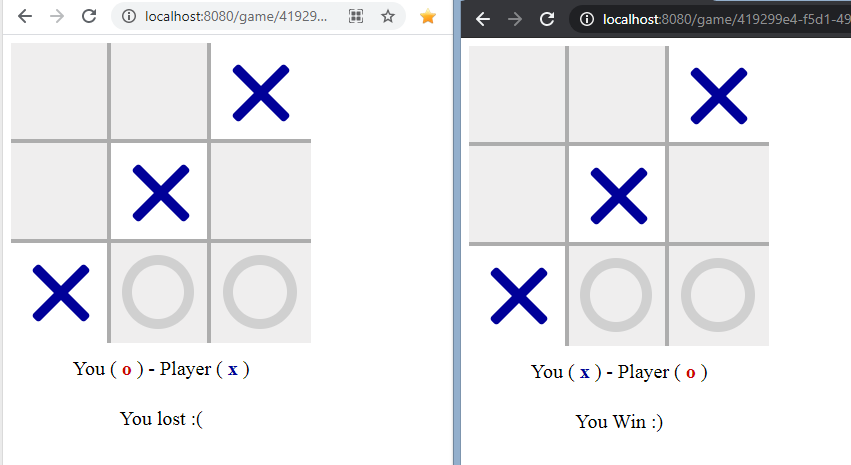 localhost:8080/game/41929...
You ( o ) - Player ( x )
You lost :(
localhost:8080/game/419299e4-f5d1-49
You ( x ) - Player ( o )
You Win :)